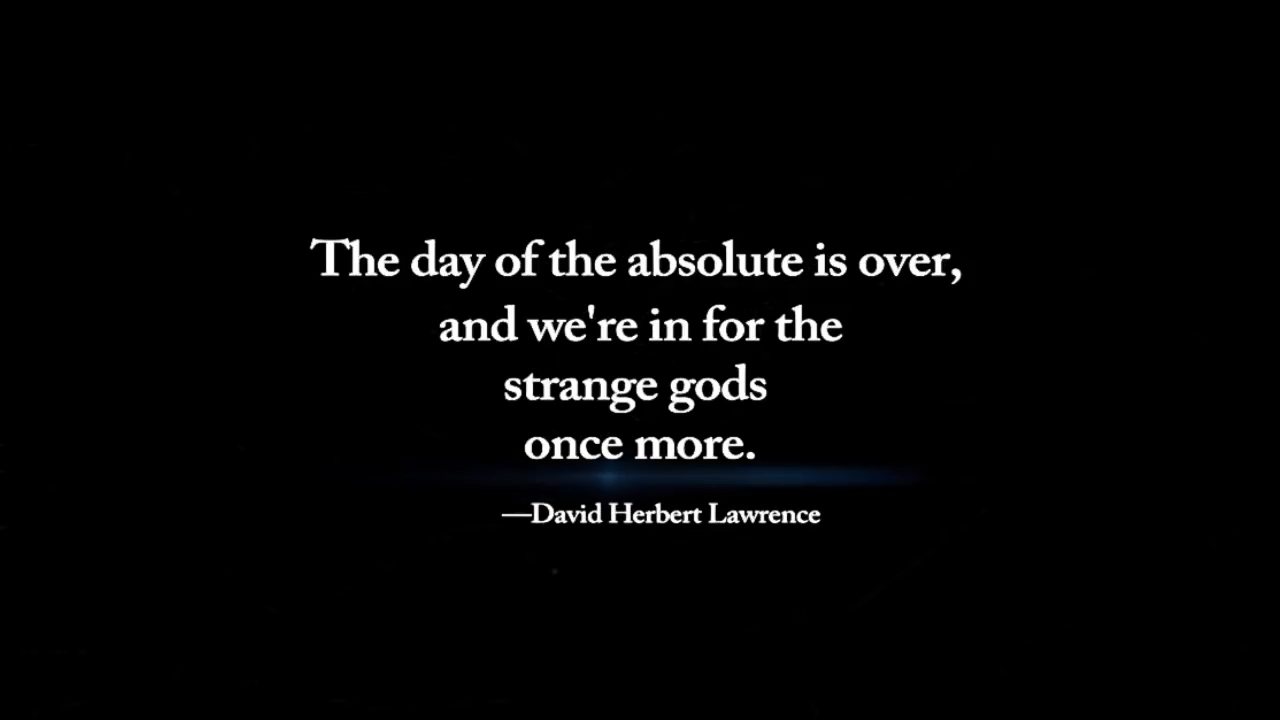 The day of the absolute is over,
and we're in for the
strange gods
once more.
—David Herbert Lawrence